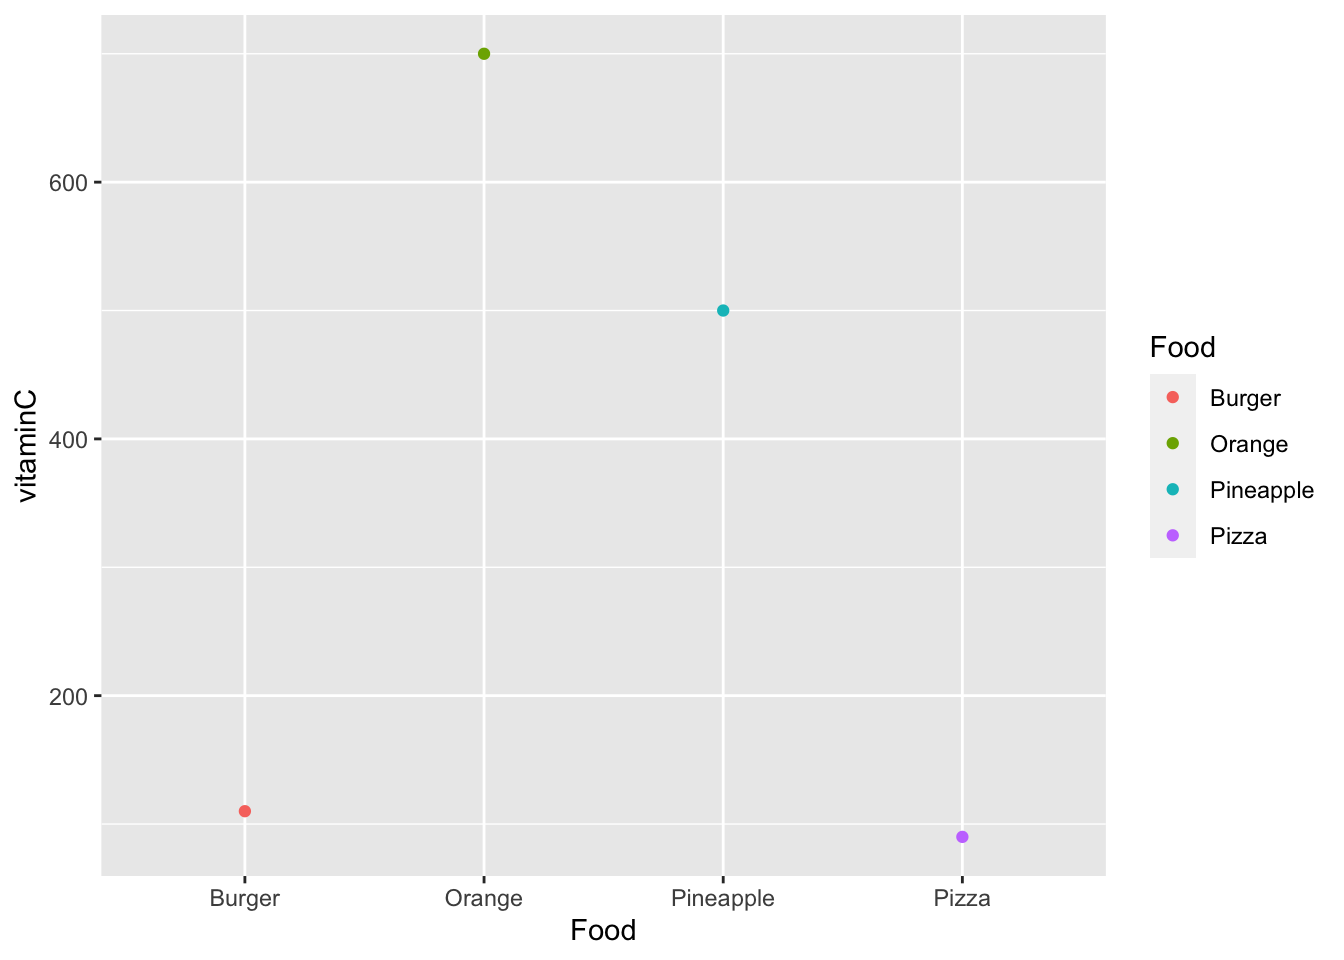 vitaminC
600
400
200
Burger
Orange
Pineapple
Pizza
Food
Food
Burger
Orange
Pineapple
Pizza